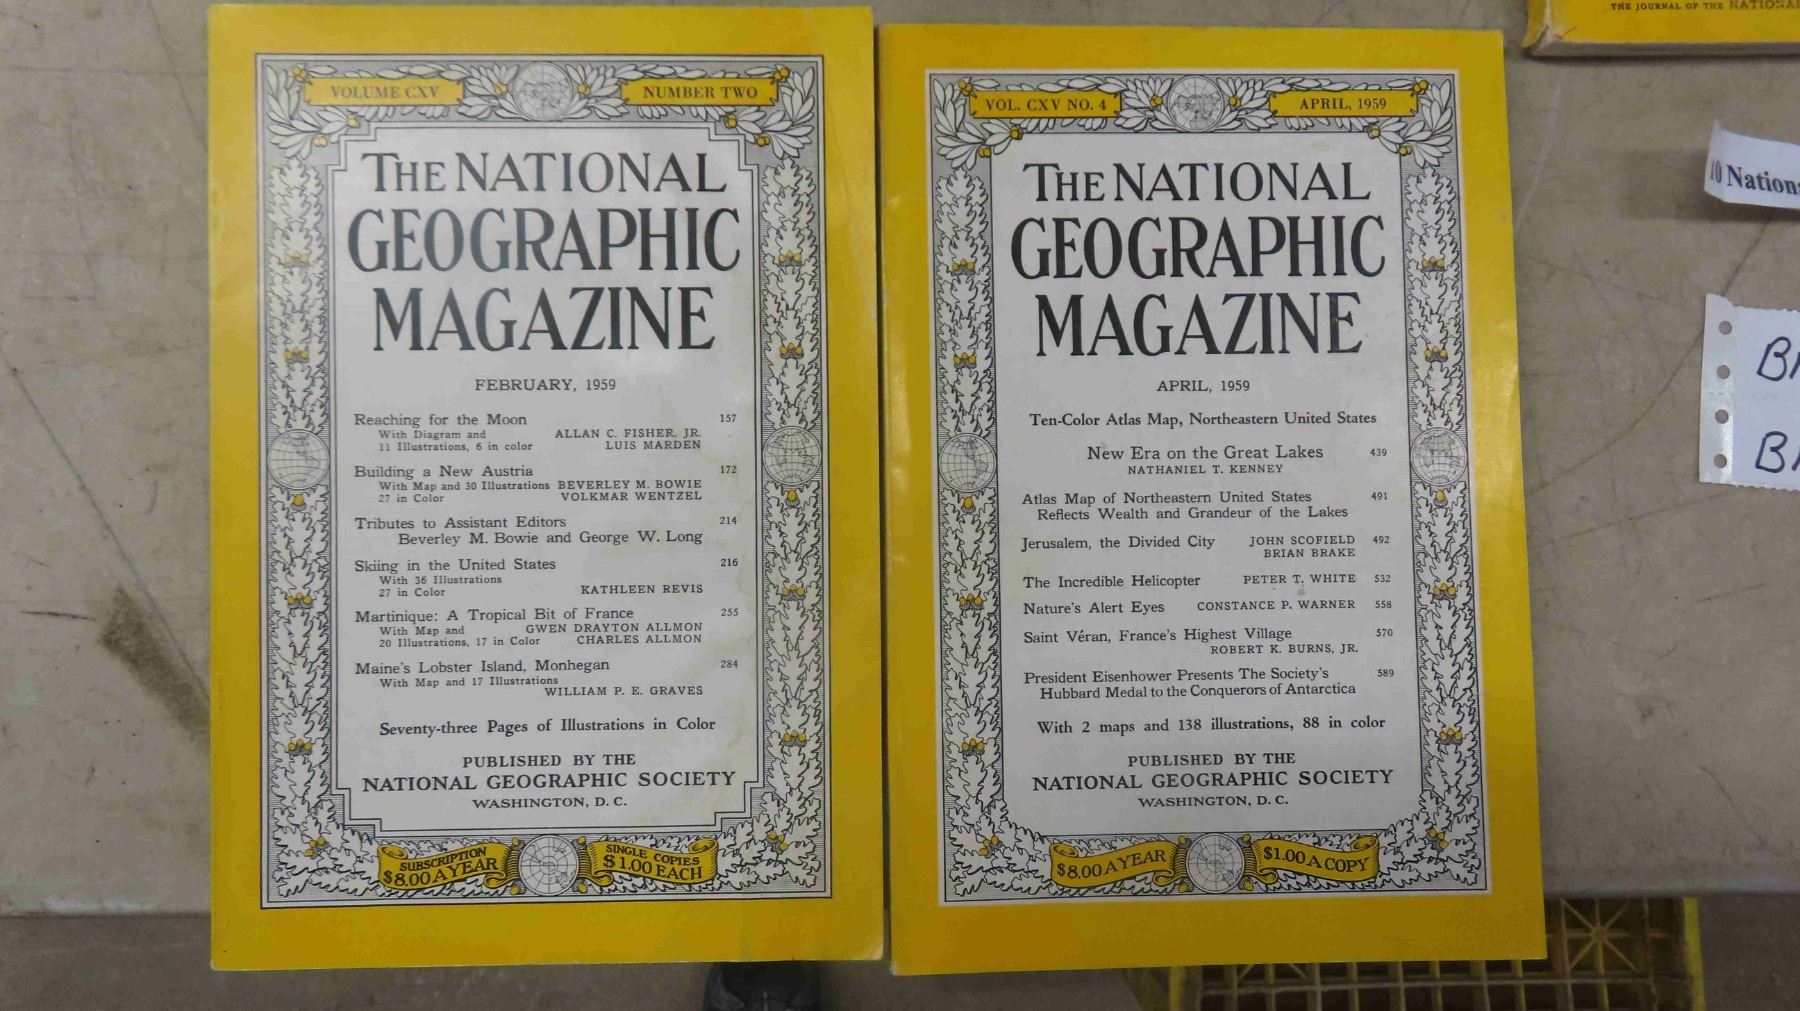 VOLUME CXV
NUMBER TWO
THE NATIONAL
GEOGRAPHIC
MAGAZINE
FEBRUARY, 1959
Reaching for the Moon 157
With Diagram and ALLAN C. FISHER, JR.
11 Illustrations, 6 in color LUIS MARDEN
Building a New Austria 172
With Map and 30 Illustrations BEVERLEY M. BOWIE
27 in Color VOLKMAR WENTZEL
Tributes to Assistant Editors 214
Beverley M. Bowie and George W. Long
Skiing in the United States 216
With 36 Illustrations
27 in Color KATHLEEN REVIS
Martinique: A Tropical Bit of France 255
With Map and GWEN DRAYTON ALLMON
20 Illustrations, 17 in Color CHARLES ALLMON
Maine's Lobster Island, Monhegan 284
With Map and 17 Illustrations
WILLIAM P. E. GRAVES
Seventy-three Pages of Illustrations in Color
PUBLISHED BY THE
NATIONAL GEOGRAPHIC SOCIETY
WASHINGTON, D. C.
SUBSCRIPTION
$8.00 A YEAR
SINGLE COPIES
$1.00 EACH
VOL. CXV NO. 4
APRIL, 1959
THE NATIONAL
GEOGRAPHIC
MAGAZINE
APRIL, 1959
Ten-Color Atlas Map, Northeastern United States
New Era on the Great Lakes 439
NATHANIEL T. KENNEY
Atlas Map of Northeastern United States 491
Reflects Wealth and Grandeur of the Lakes
Jerusalem, the Divided City JOHN SCOFIELD 492
BRIAN BRAKE
The Incredible Helicopter PETER T. WHITE 532
Nature's Alert Eyes CONSTANCE P. WARNER 558
Saint Véran, France's Highest Village 570
ROBERT K. BURNS, JR.
President Eisenhower Presents The Society's 589
Hubbard Medal to the Conquerors of Antarctica
With 2 maps and 138 illustrations, 88 in color
PUBLISHED BY THE
NATIONAL GEOGRAPHIC SOCIETY
WASHINGTON, D. C.
$8.00 A YEAR
$1.00 A COPY
THE JOURNAL OF THE NATIONAL
10 Nationa